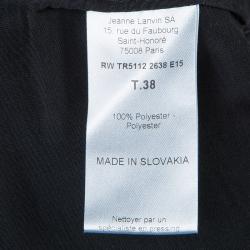 Jeanne Lanvin SA
15, rue du Faubourg
Saint-Honoré
75008 Paris
RW TR5112 2638 E15
T.38
100% Polyester -
Polyester
MADE IN SLOVAKIA
Nettoyer par un
spécialiste en pressing